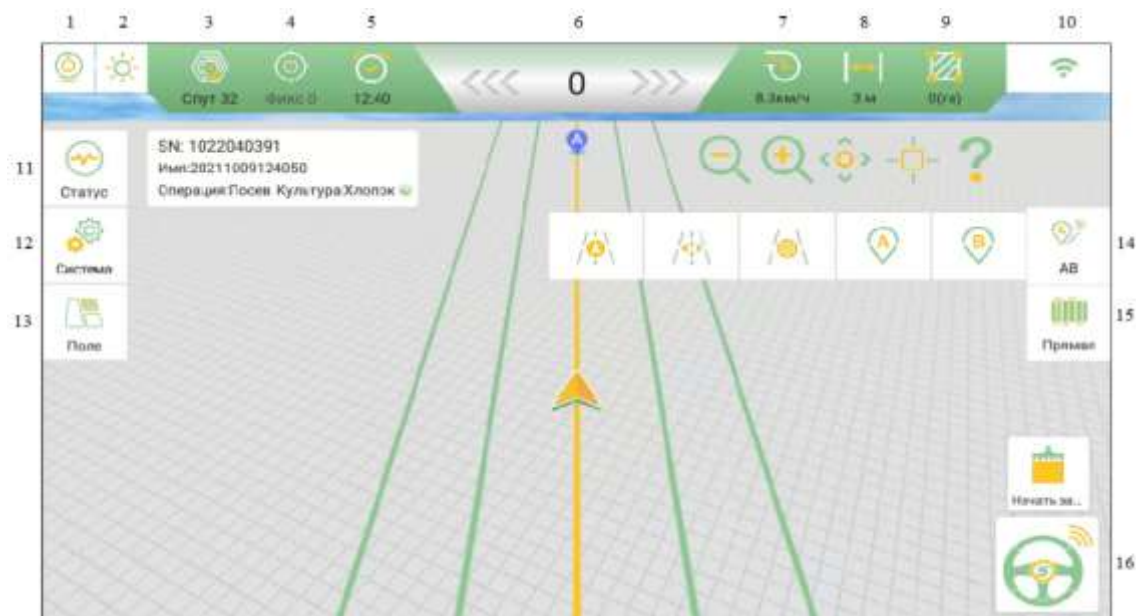 1 2 3 4 5 6 7 8 9 10
Спут 32 Фикс 0 12:40 0 8.3км/ч 3 м 0(га)
11
Статус
SN: 1022040391
Имя:20211009124050
Операция:Посев Культура:Хлопок
?
12
Система
A B
AB
14
13
Поле
Прямая
15
Начать за...
S
16